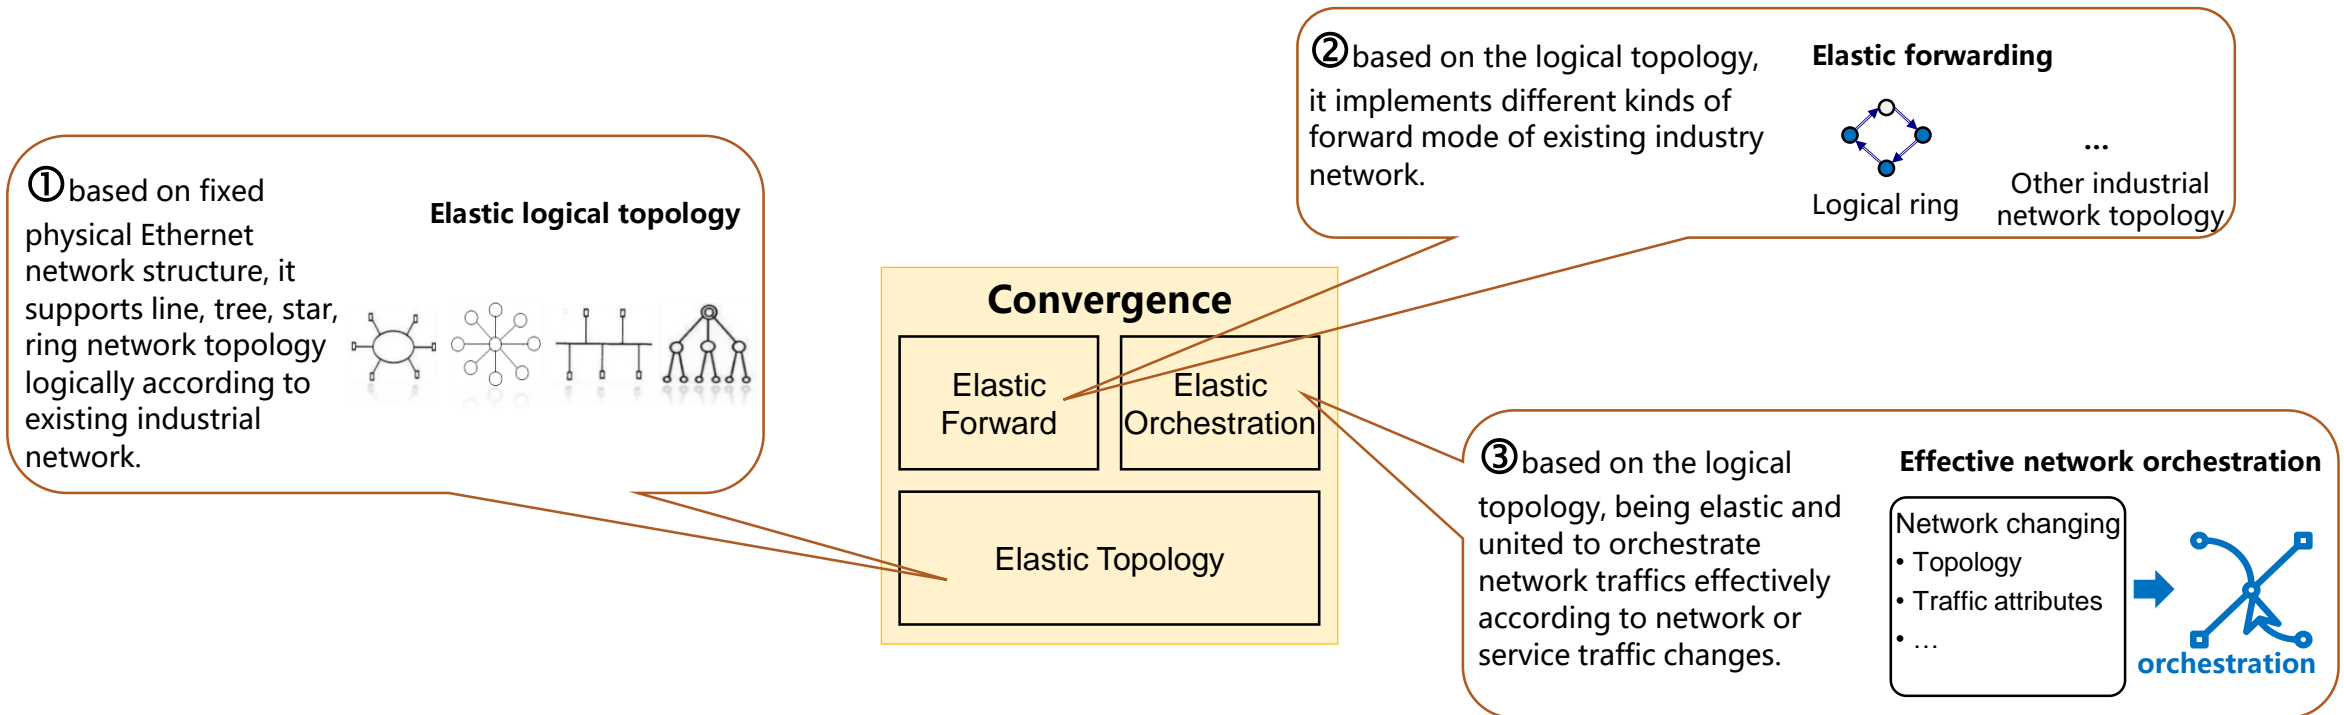 ①based on fixed
physical Ethernet
network structure, it
supports line, tree, star,
ring network topology
logically according to
existing industrial
network.
Elastic logical topology
②based on the logical topology,
it implements different kinds of
forward mode of existing industry
network.
Elastic forwarding
Logical ring
...
Other industrial
network topology
Convergence
Elastic
Forward
Elastic
Orchestration
Elastic Topology
③based on the logical
topology, being elastic and
united to orchestrate
network traffics effectively
according to network or
service traffic changes.
Effective network orchestration
Network changing
• Topology
• Traffic attributes
• …
orchestration